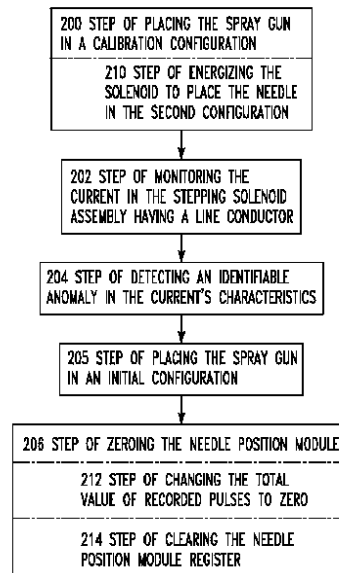 200 STEP OF PLACING THE SPRAY GUN
IN A CALIBRATION CONFIGURATION
210 STEP OF ENERGIZING THE
SOLENOID TO PLACE THE NEEDLE
IN THE SECOND CONFIGURATION
202 STEP OF MONITORING THE
CURRENT IN THE STEPPING SOLENOID
ASSEMBLY HAVING A LINE CONDUCTOR
204 STEP OF DETECTING AN IDENTIFIABLE
ANOMALY IN THE CURRENT'S CHARACTERISTICS
205 STEP OF PLACING THE SPRAY GUN
IN AN INITIAL CONFIGURATION
206 STEP OF ZEROING THE NEEDLE POSITION MODULE
212 STEP OF CHANGING THE TOTAL
VALUE OF RECORDED PULSES TO ZERO
214 STEP OF CLEARING THE NEEDLE
POSITION MODULE REGISTER